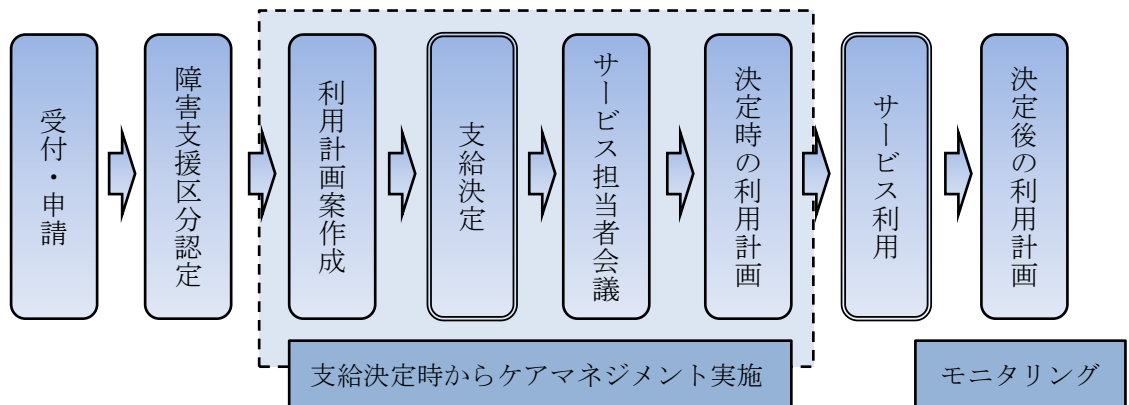 受付・申請
障害支援区分認定
利用計画案作成
支給決定
サービス担当者会議
決定時の利用計画
サービス利用
決定後の利用計画
支給決定時からケアマネジメント実施
モニタリング